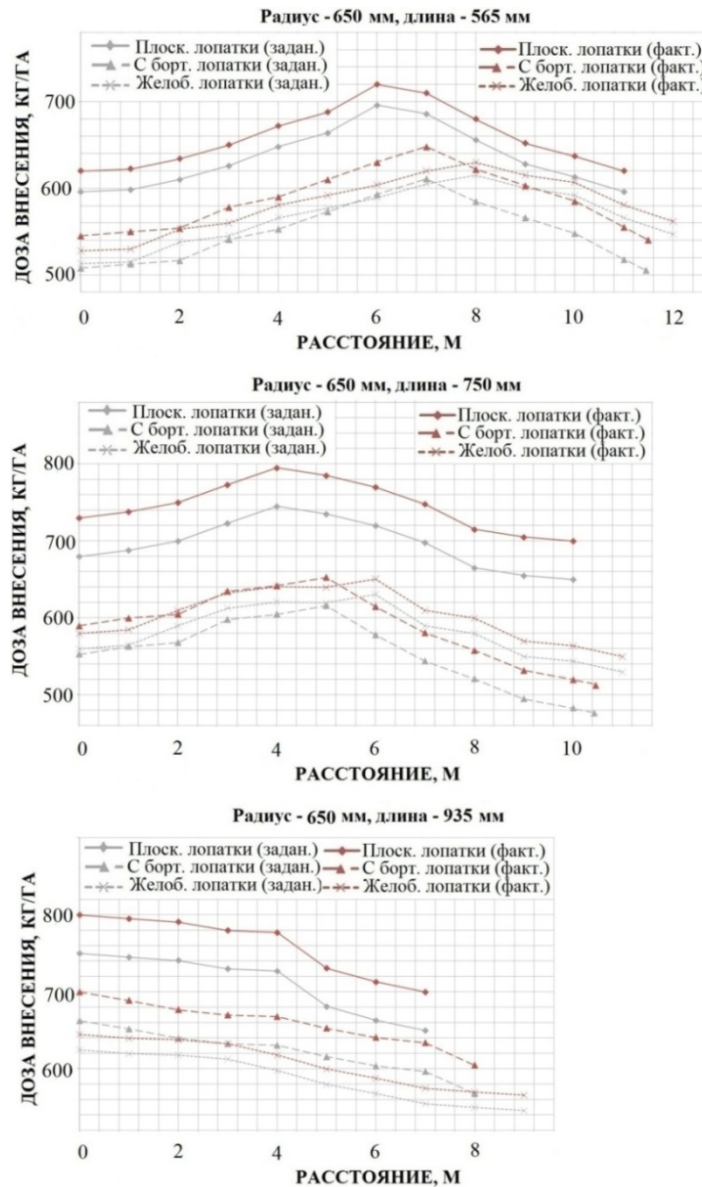 Радиус - 650 мм, длина - 565 мм
Плоск. лопатки (задан.) Плоск. лопатки (факт.)
С борт. лопатки (задан.) С борт. лопатки (факт.)
Желоб. лопатки (задан.) Желоб. лопатки (факт.)
ДОЗА ВНЕСЕНИЯ, КГ/ГА
700
600
500
0 2 4 6 8 10 12
РАССТОЯНИЕ, М
Радиус - 650 мм, длина - 750 мм
Плоск. лопатки (задан.) Плоск. лопатки (факт.)
С борт. лопатки (задан.) С борт. лопатки (факт.)
Желоб. лопатки (задан.) Желоб. лопатки (факт.)
ДОЗА ВНЕСЕНИЯ, КГ/ГА
800
700
600
500
0 2 4 6 8 10
РАССТОЯНИЕ, М
Радиус - 650 мм, длина - 935 мм
Плоск. лопатки (задан.) Плоск. лопатки (факт.)
С борт. лопатки (задан.) С борт. лопатки (факт.)
Желоб. лопатки (задан.) Желоб. лопатки (факт.)
ДОЗА ВНЕСЕНИЯ, КГ/ГА
800
700
600
0 2 4 6 8
РАССТОЯНИЕ, М